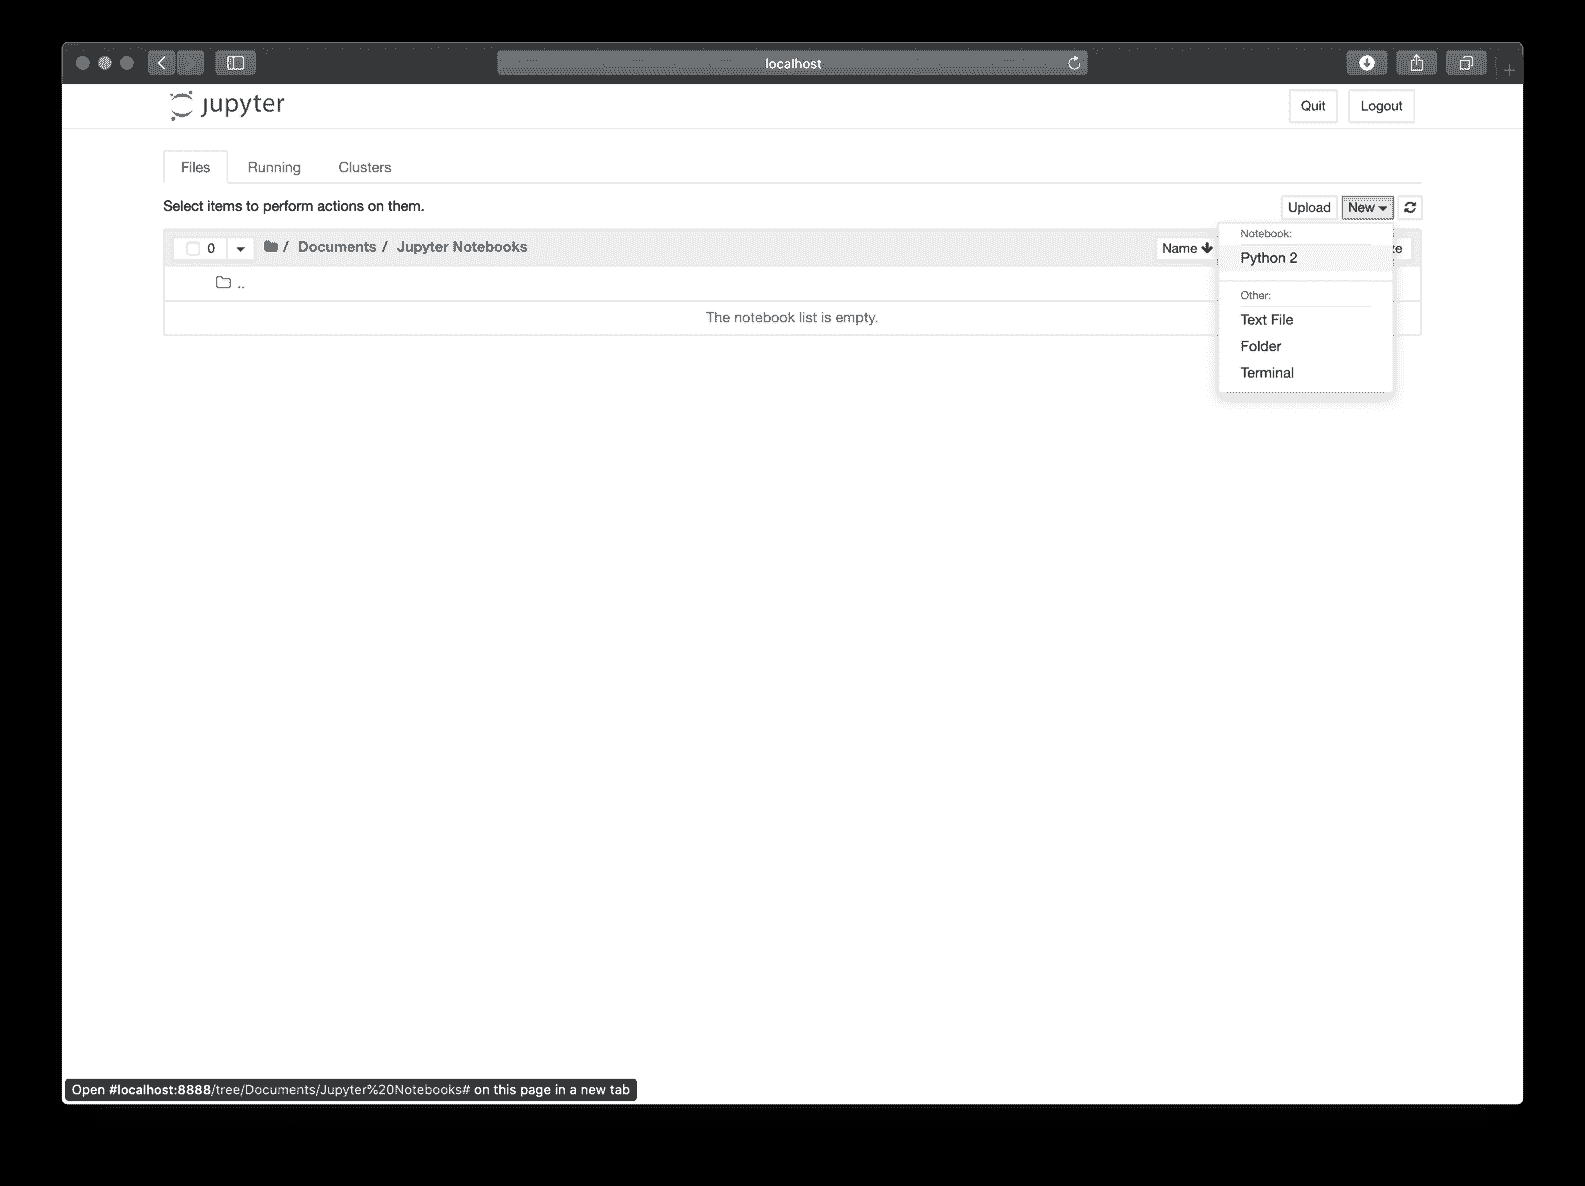 localhost
jupyter
Quit
Logout
Files
Running
Clusters
Select items to perform actions on them.
Upload
New
0
/ Documents / Jupyter Notebooks
Name
Notebook:
Python 2
..
Other:
The notebook list is empty.
Text File
Folder
Terminal
Open #localhost:8888/tree/Documents/Jupyter%20Notebooks# on this page in a new tab